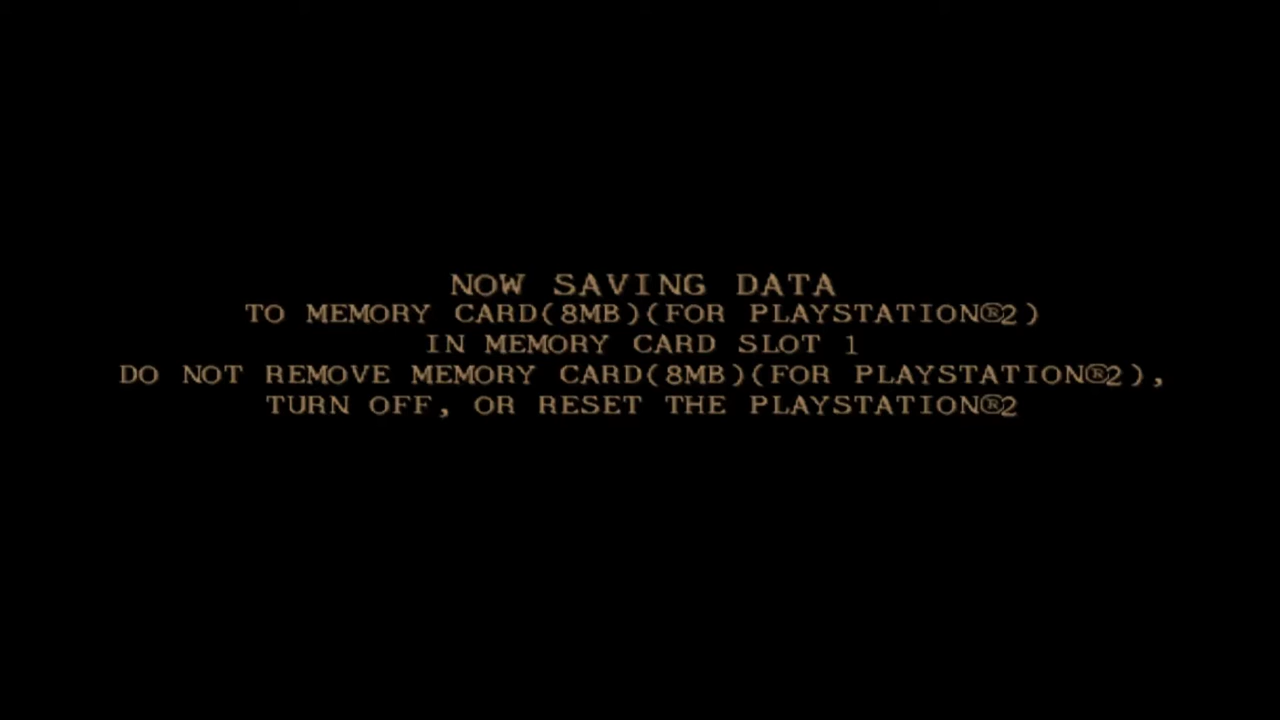 NOW SAVING DATA
TO MEMORY CARD(8MB)(FOR PLAYSTATION®2)
IN MEMORY CARD SLOT 1
DO NOT REMOVE MEMORY CARD(8MB)(FOR PLAYSTATION®2),
TURN OFF, OR RESET THE PLAYSTATION®2